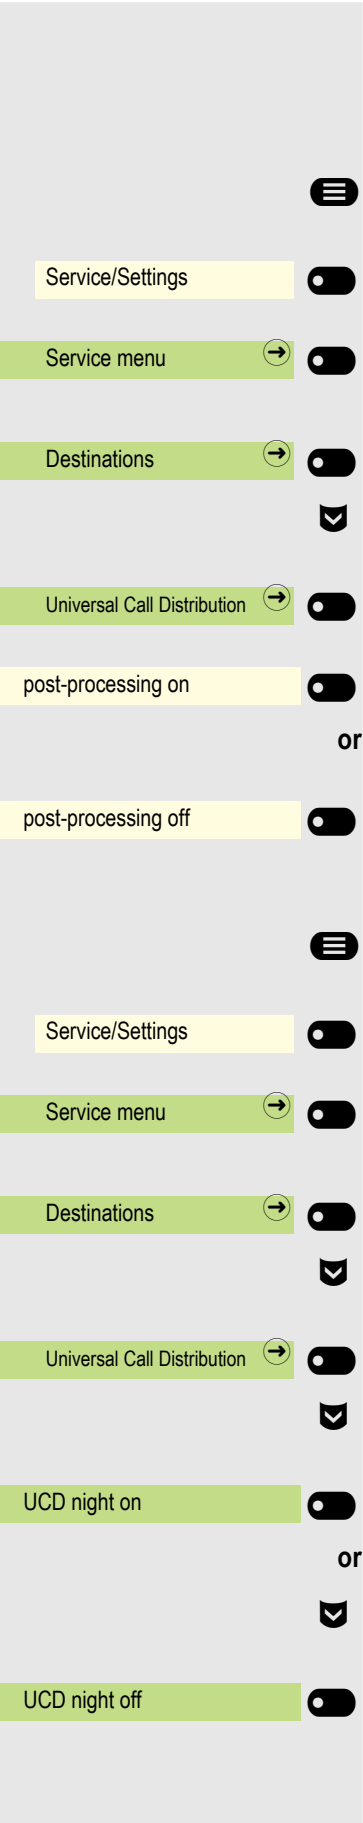 Service/Settings
Service menu
Destinations
Universal Call Distribution
post-processing on
or
post-processing off
Service/Settings
Service menu
Destinations
Universal Call Distribution
UCD night on
or
UCD night off